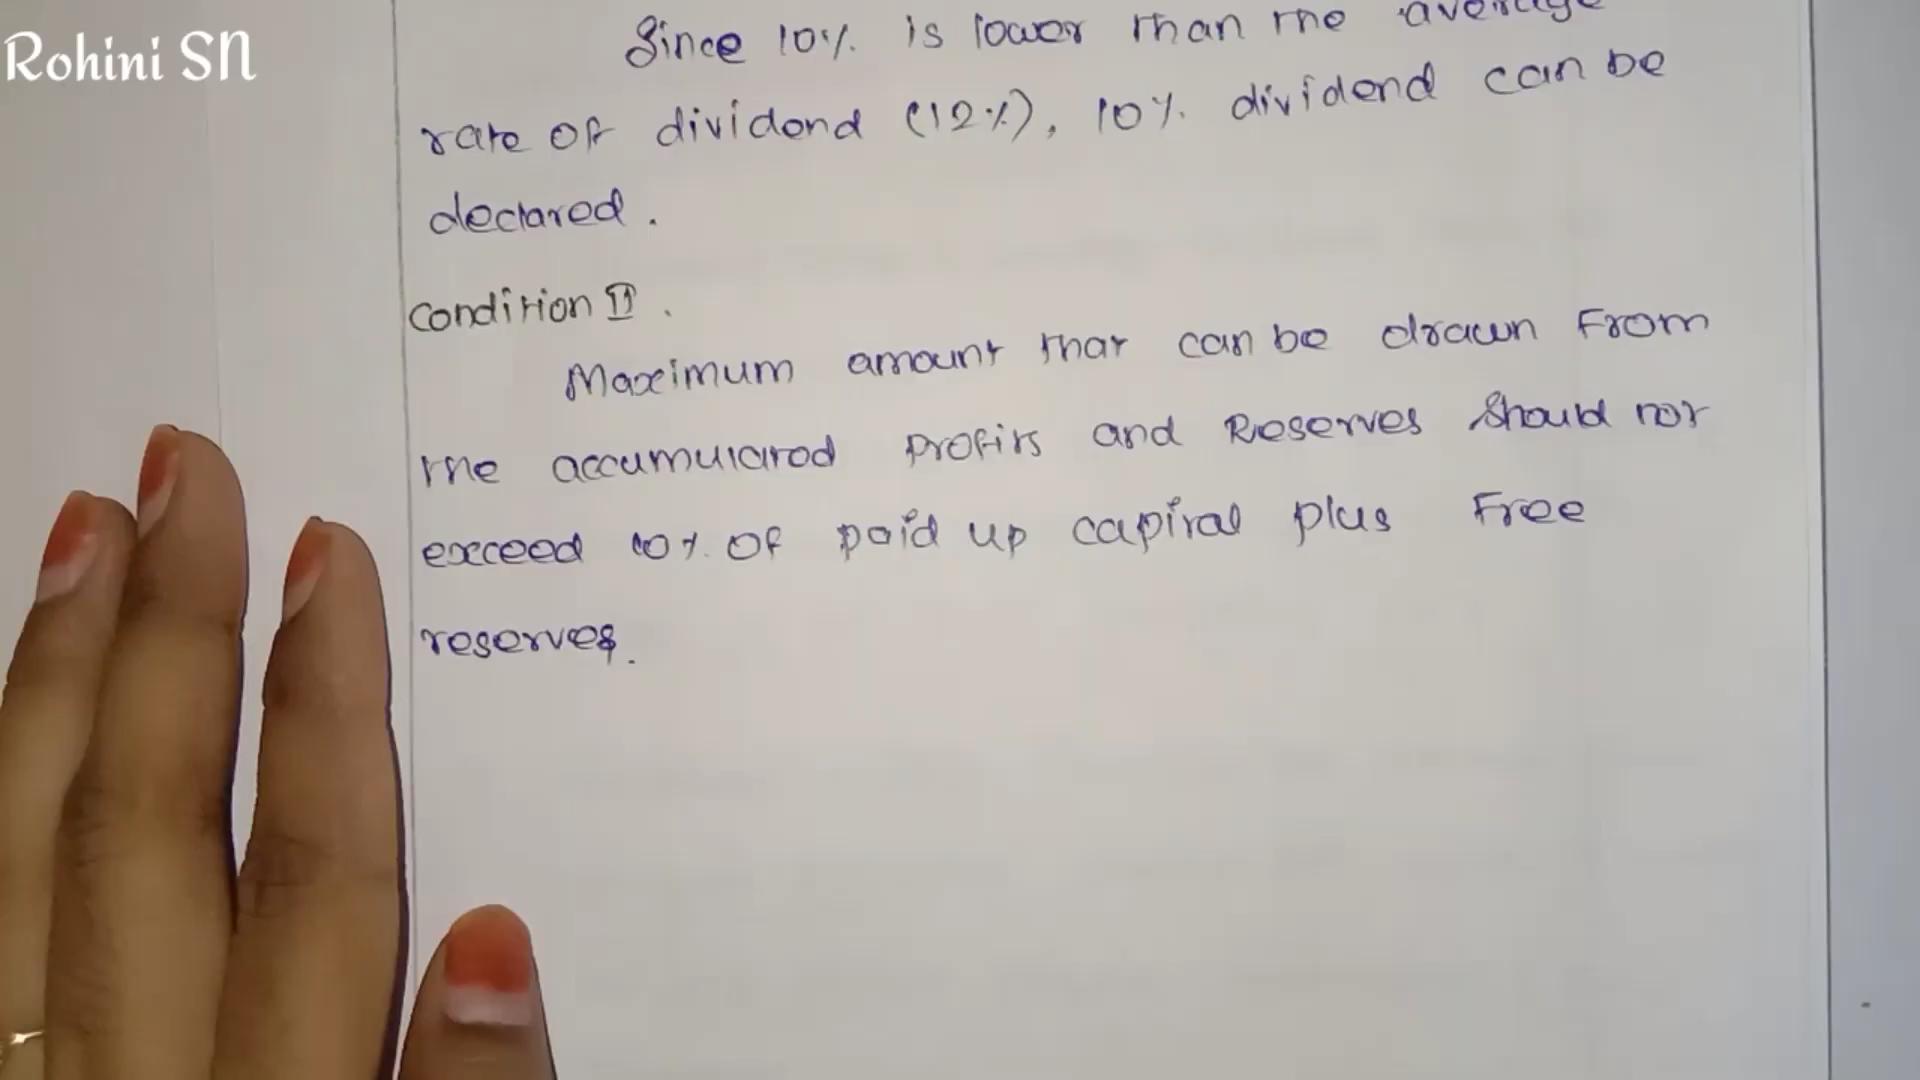 Rohini SN
Since 10% is lower than the average
rate of dividend (12%), 10% dividend can be
declared.
Condition II.
Maximum amount that can be drawn From
the accumulated Profits and Reserves Should not
exceed 10% Of paid up capital plus Free
reserves.